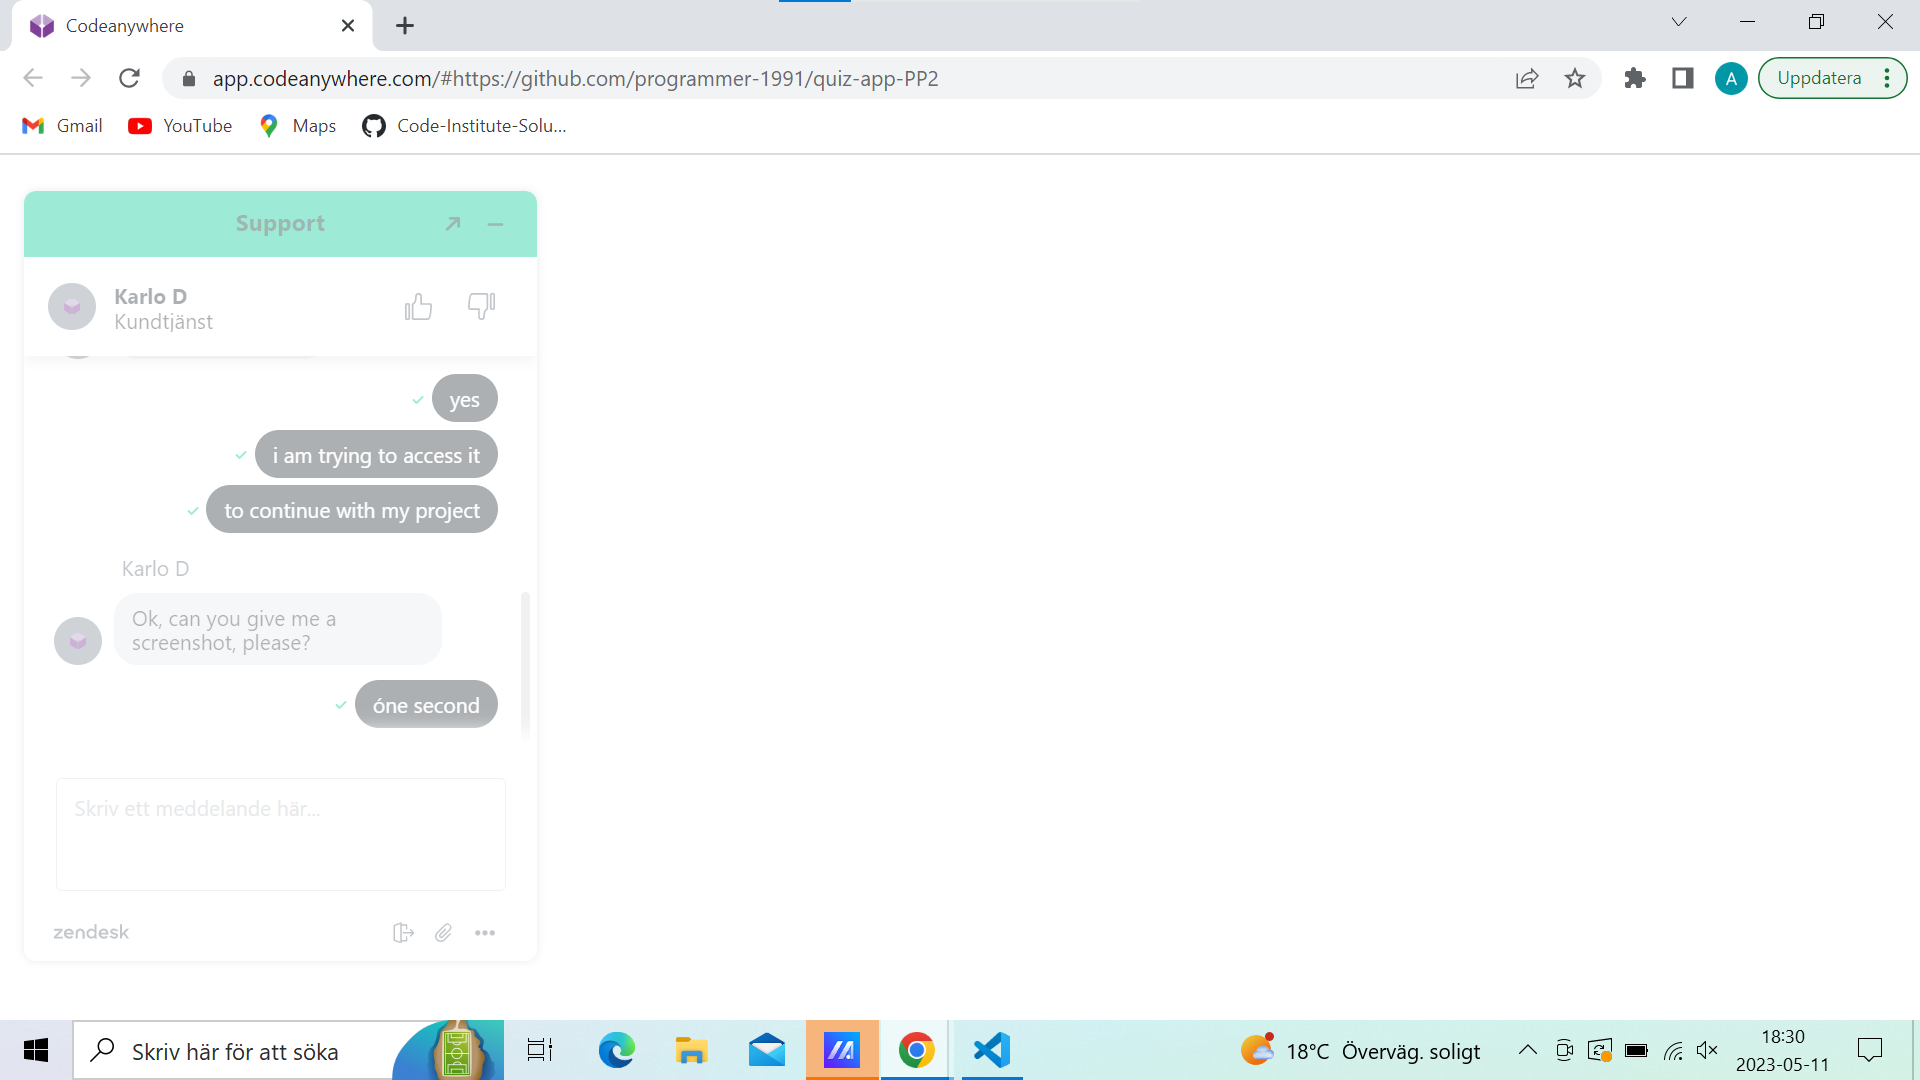 Codeanywhere
app.codeanywhere.com/#https://github.com/programmer-1991/quiz-app-PP2
A
Uppdatera
Gmail
YouTube
Maps
Code-Institute-Solu...
Support
Karlo D
Kundtjänst
yes
i am trying to access it
to continue with my project
Karlo D
Ok, can you give me a
screenshot, please?
óne second
Skriv ett meddelande här...
zendesk
Skriv här för att söka
18°C Överväg. soligt
18:30
2023-05-11